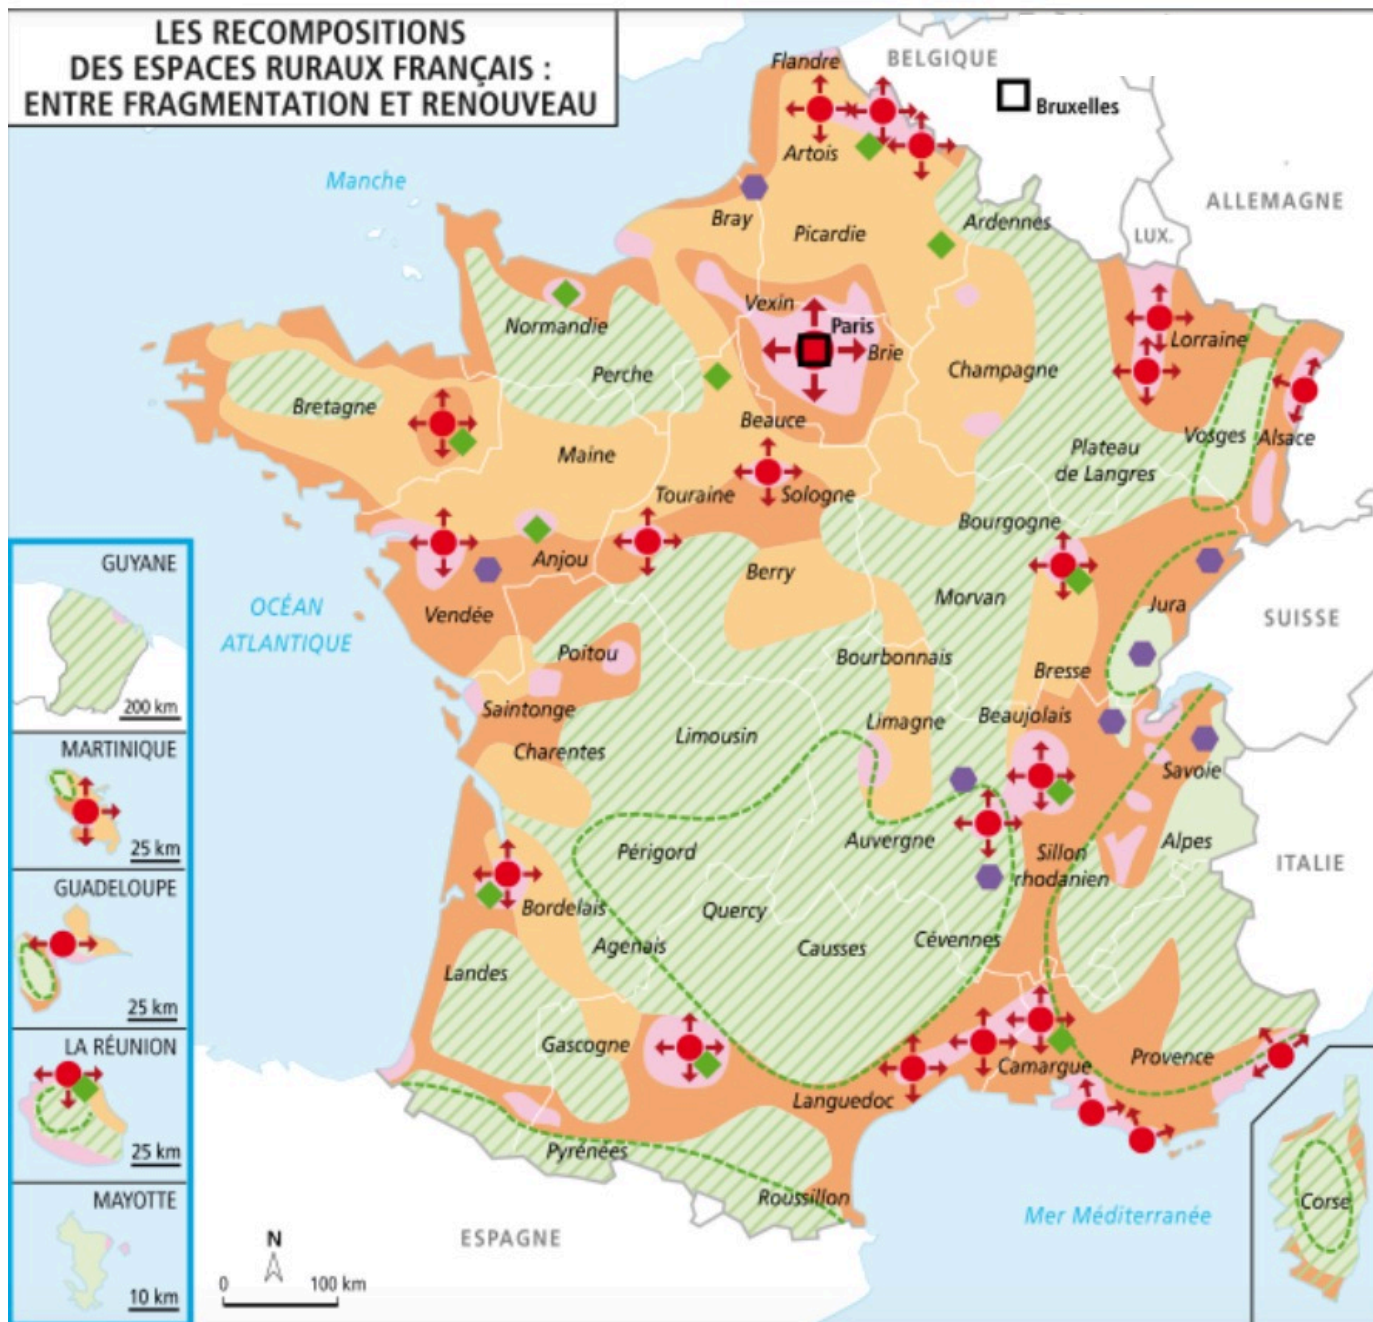 LES RECOMPOSITIONS
DES ESPACES RURAUX FRANÇAIS :
ENTRE FRAGMENTATION ET RENOUVEAU
Flandre
BELGIQUE
Bruxelles
Artois
Manche
ALLEMAGNE
Bray
Picardie
Ardennes
LUX.
Vexin
Normandie
Paris
Lorraine
Brie
Perche
Champagne
Bretagne
Beauce
Vosges
Alsace
Maine
Plateau
de Langres
Touraine
Sologne
Bourgogne
Anjou
Berry
Morvan
Jura
OCÉAN
ATLANTIQUE
Vendée
SUISSE
Poitou
Bourbonnais
Bresse
Saintonge
Limousin
Limagne
Beaujolais
Charentes
Savoie
Périgord
Auvergne
Sillon
rhodanien
Alpes
ITALIE
Bordelais
Quercy
Agenais
Causses
Cévennes
Landes
Gascogne
Camargue
Provence
Languedoc
Pyrénées
Roussillon
Corse
Mer Méditerranée
ESPAGNE
N
0 100 km
GUYANE
200 km
MARTINIQUE
25 km
GUADELOUPE
25 km
LA RÉUNION
25 km
MAYOTTE
10 km